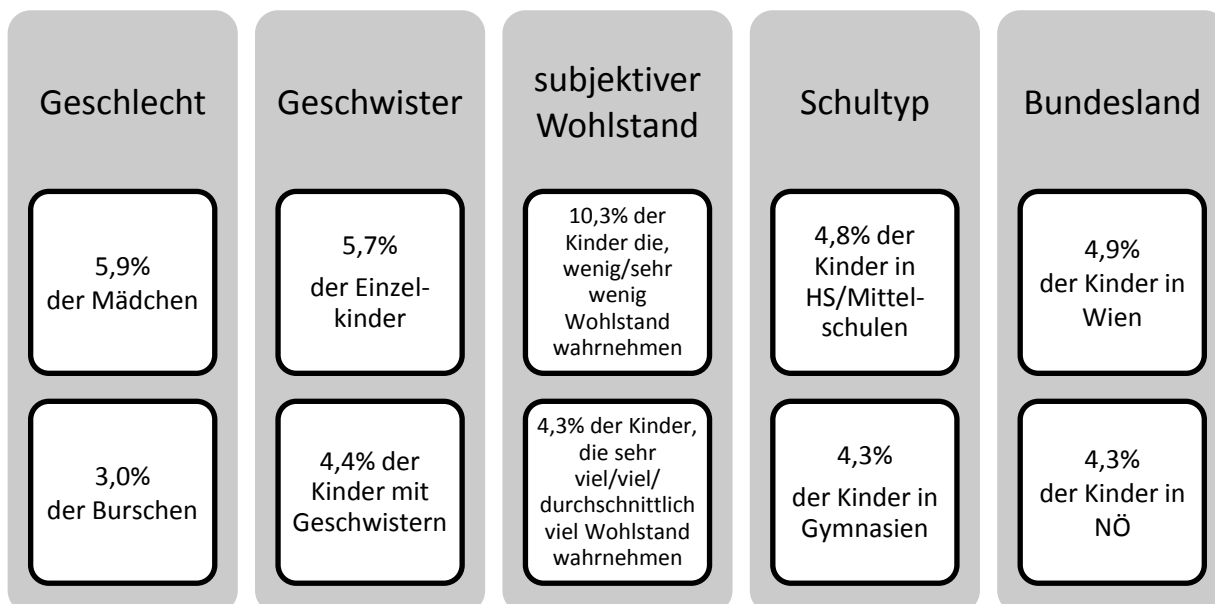 Geschlecht
5,9%
der Mädchen
3,0%
der Burschen
Geschwister
5,7%
der Einzel-
kinder
4,4% der
Kinder mit
Geschwistern
subjektiver
Wohlstand
10,3% der
Kinder die,
wenig/sehr
wenig
Wohlstand
wahrnehmen
4,3% der Kinder,
die sehr
viel/viel/
durchschnittlich
viel Wohlstand
wahrnehmen
Schultyp
4,8% der
Kinder in
HS/Mittel-
schulen
4,3%
der Kinder in
Gymnasien
Bundesland
4,9%
der Kinder in
Wien
4,3%
der Kinder in
NÖ